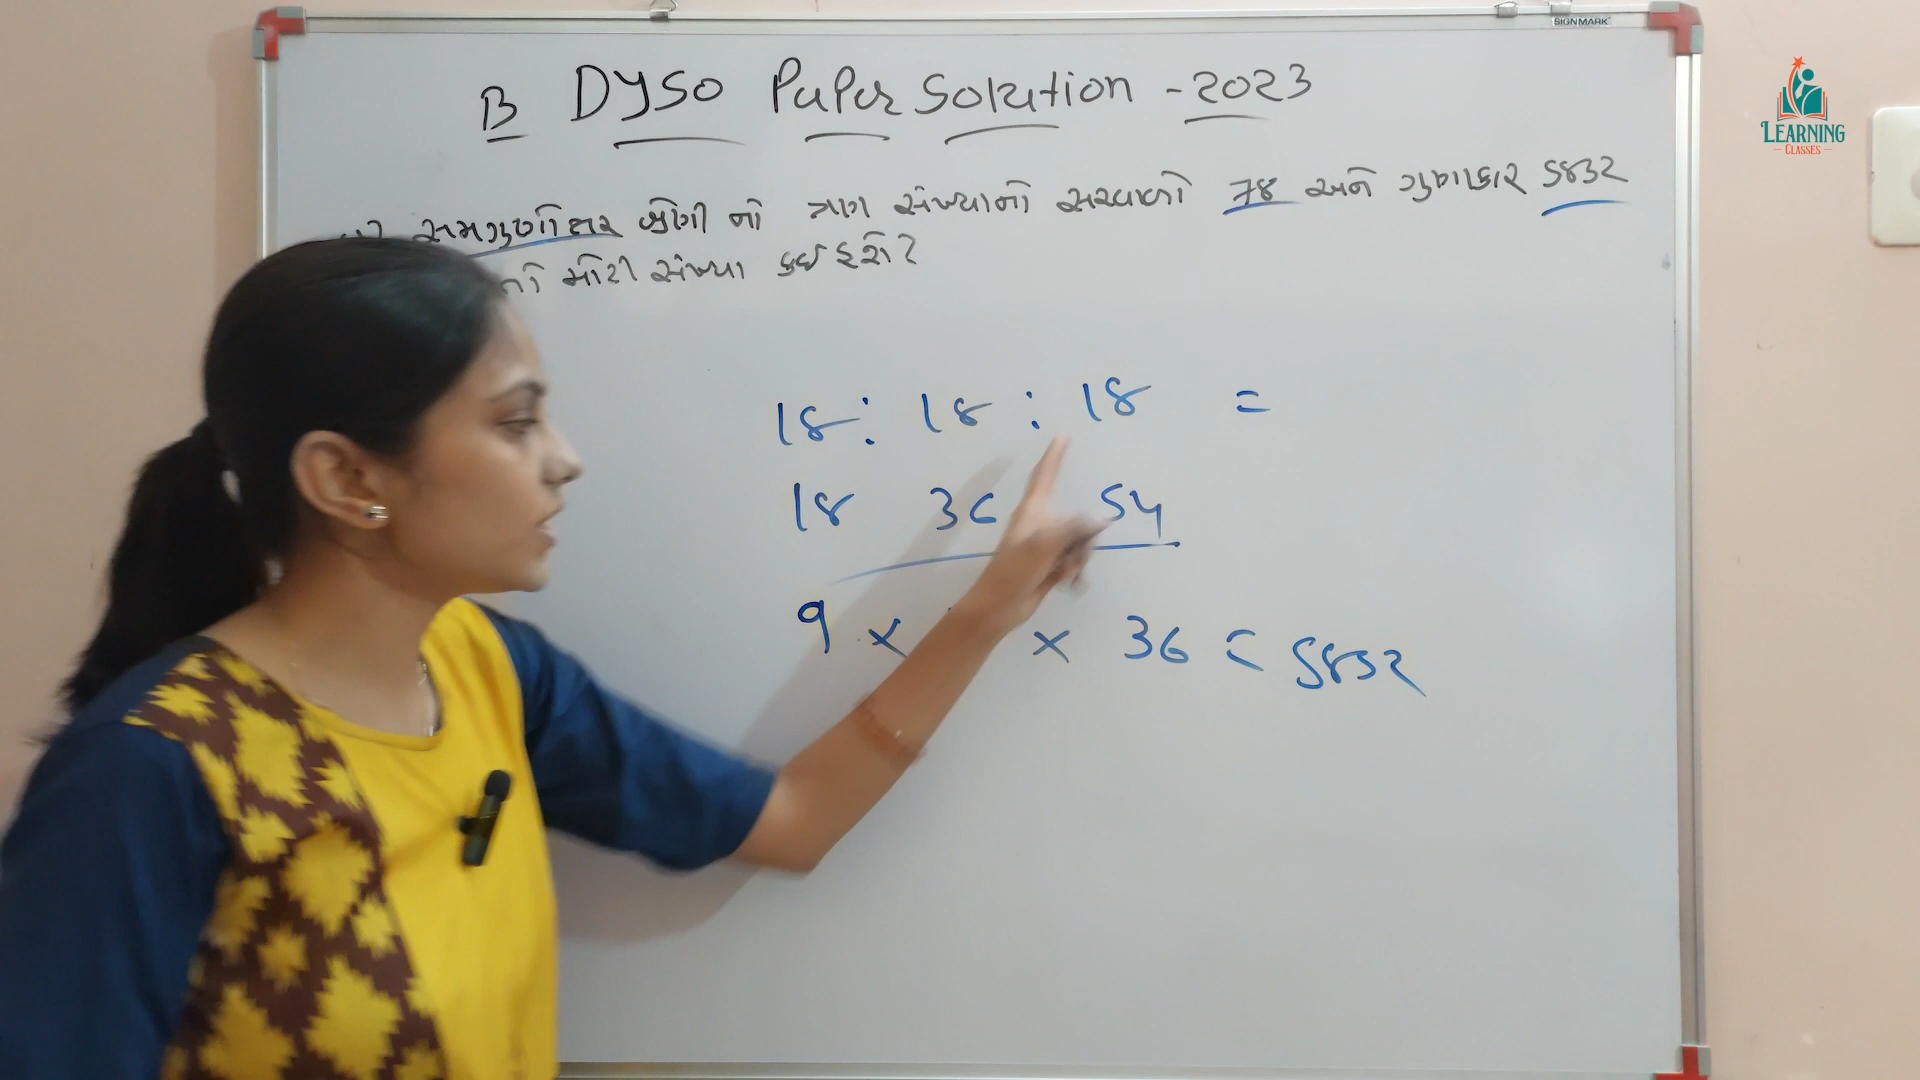 SIGNMARK
B DYSO Paper Solution - 2023
સમગુણોત્તર શ્રેણી નો ત્રણ સંખ્યાનો સરવાળો 78 અને ગુણાકાર 5832
મોટી સંખ્યા કઈ હશે?
18 : 18 : 18 =
18 36 54
9 × × 36 = 5832
LEARNING
CLASSES